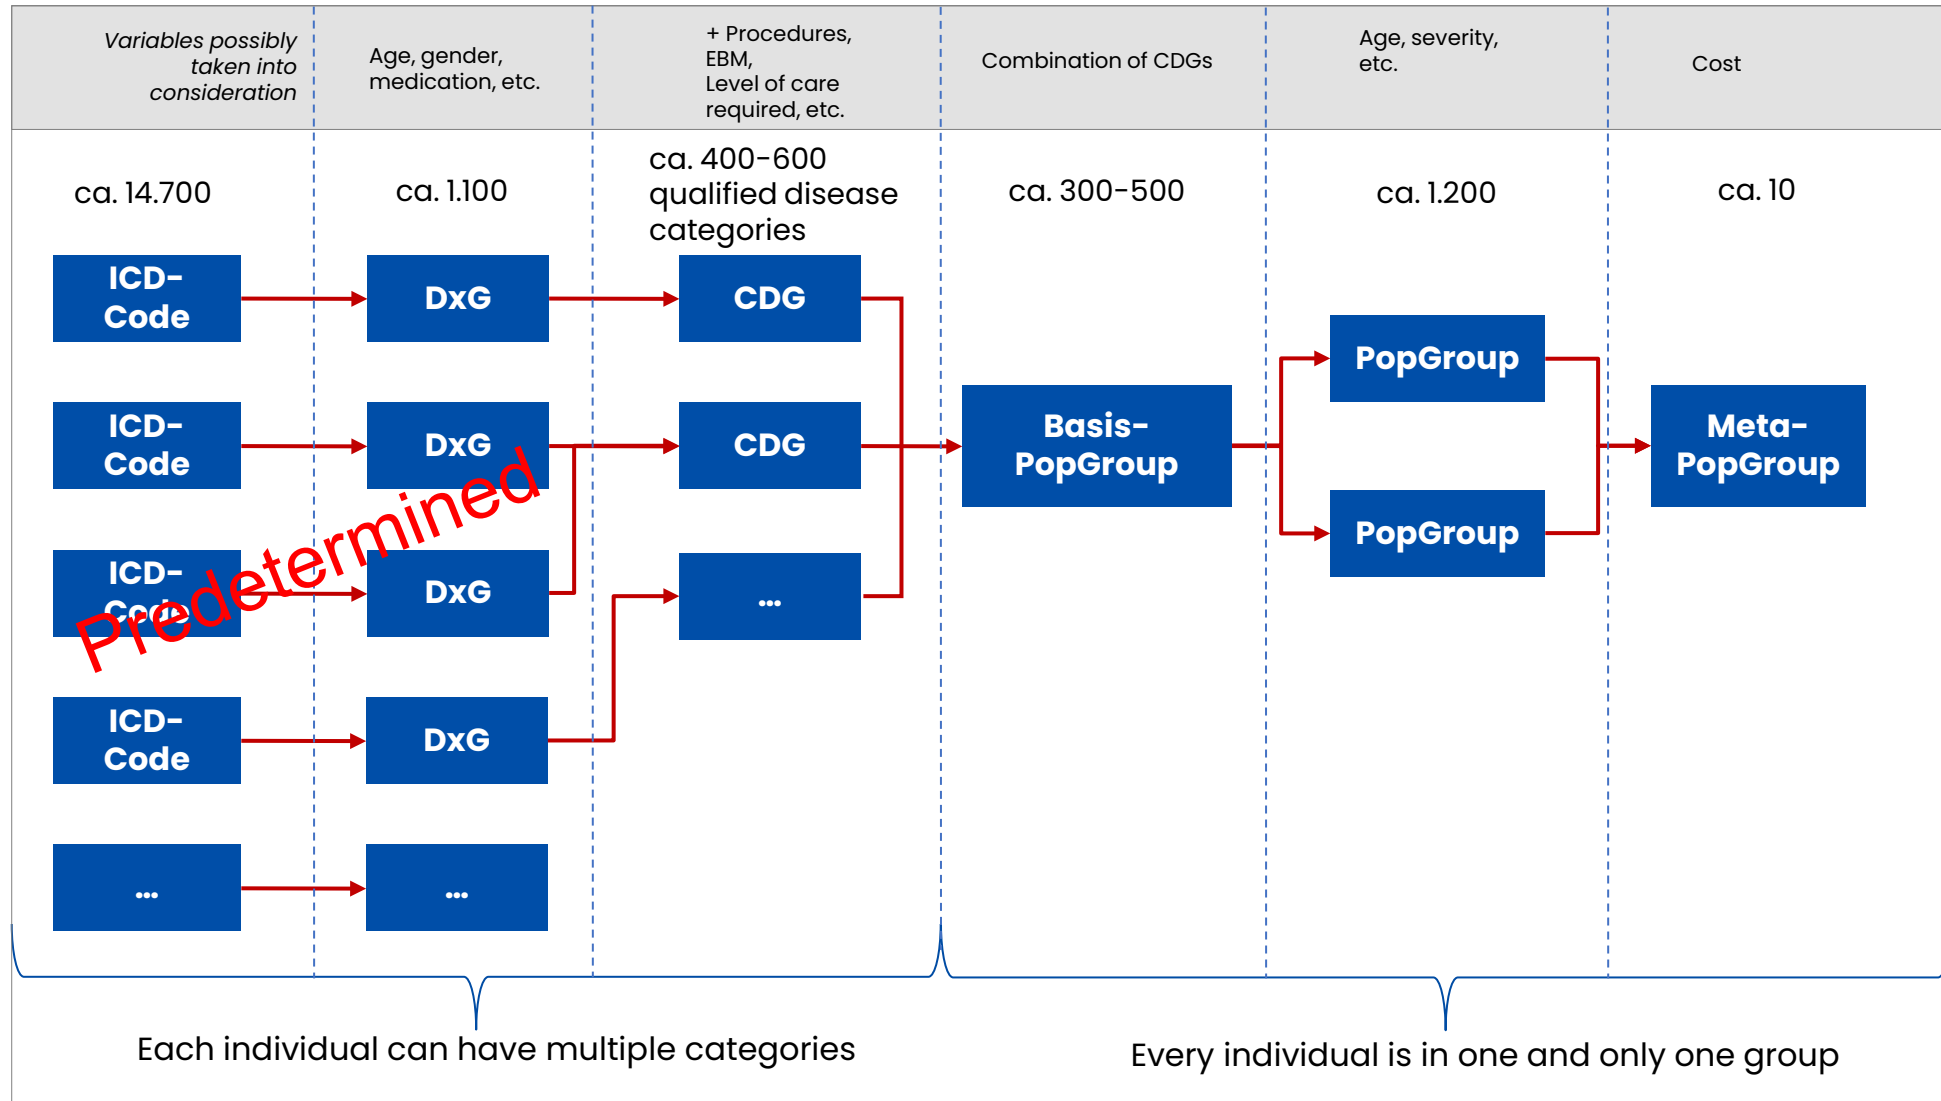 Variables possibly
taken into
consideration
Age, gender,
medication, etc.
+ Procedures,
EBM,
Level of care
required, etc.
Combination of CDGs
Age, severity,
etc.
Cost
ca. 14.700
ca. 1.100
ca. 400-600
qualified disease
categories
ca. 300-500
ca. 1.200
ca. 10
ICD-
Code
DxG
CDG
ICD-
Code
DxG
CDG
ICD-
Code
DxG
...
ICD-
Code
DxG
...
...
Predetermined
Basis-
PopGroup
PopGroup
PopGroup
Meta-
PopGroup
Each individual can have multiple categories
Every individual is in one and only one group